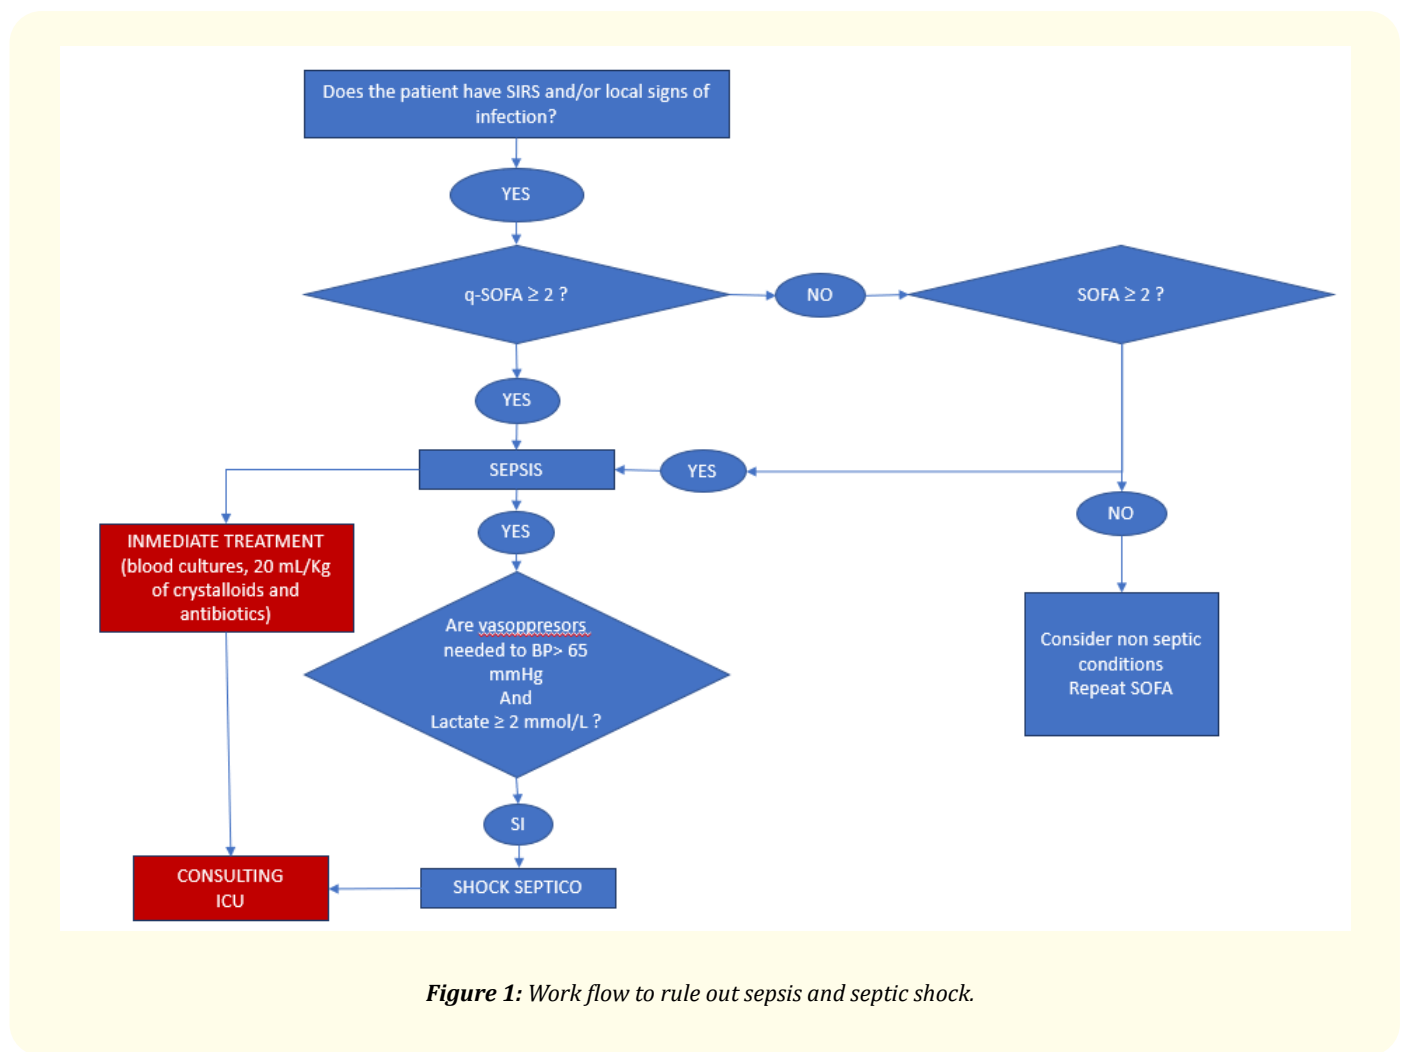 Does the patient have SIRS and/or local signs of
infection?
YES
q-SOFA ≥ 2 ?
NO
SOFA ≥ 2 ?
YES
SEPSIS
YES
YES
NO
INMEDIATE TREATMENT
(blood cultures, 20 mL/Kg
of crystalloids and
antibiotics)
Are vasoppresors
needed to BP> 65
mmHg
And
Lactate ≥ 2 mmol/L ?
Consider non septic
conditions
Repeat SOFA
SI
SHOCK SEPTICO
CONSULTING
ICU
Figure 1: Work flow to rule out sepsis and septic shock.